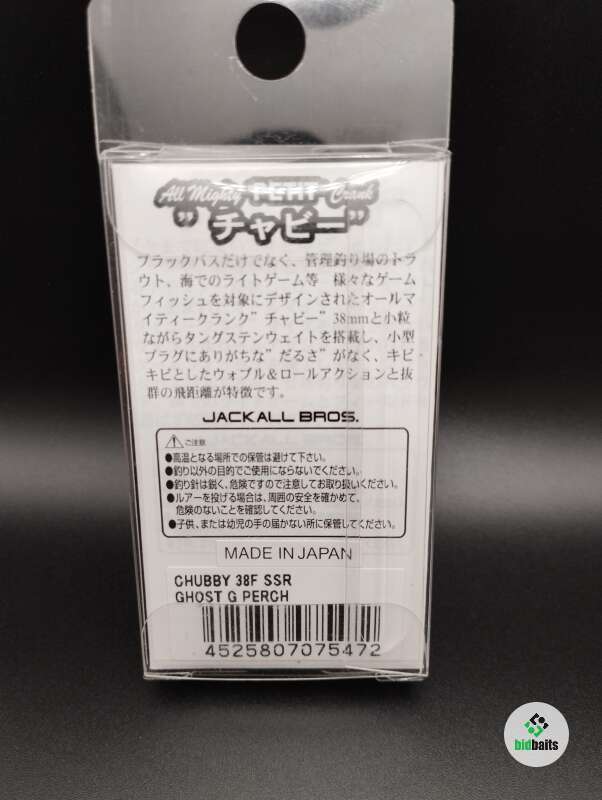 All Mighty PETIT Crank
”チャビー”
ブラックバスだけでなく、管理釣り場のトラ
ウト、海でのライトゲーム等 様々なゲーム
フィッシュを対象にデザインされたオールマ
イティークランク”チャビー”38mmと小粒
ながらタングステンウェイトを搭載し、小型
プラグにありがちな”だるさ”がなく、キビ
キビとしたウォブル＆ロールアクションと抜
群の飛距離が特徴です。
JACKALL BROS.
ご注意
●高温となる場所での保管は避けて下さい。
●釣り以外の目的でご使用にならないでください。
●釣り針は鋭く、危険ですので注意してお取り扱いください。
●ルアーを投げる場合は、周囲の安全を確かめて、
危険のないことを確認してください。
●子供、または幼児の手の届かない所に保管してください。
MADE IN JAPAN
CHUBBY 38F SSR
GHOST G PERCH
4525807075472
bidbaits